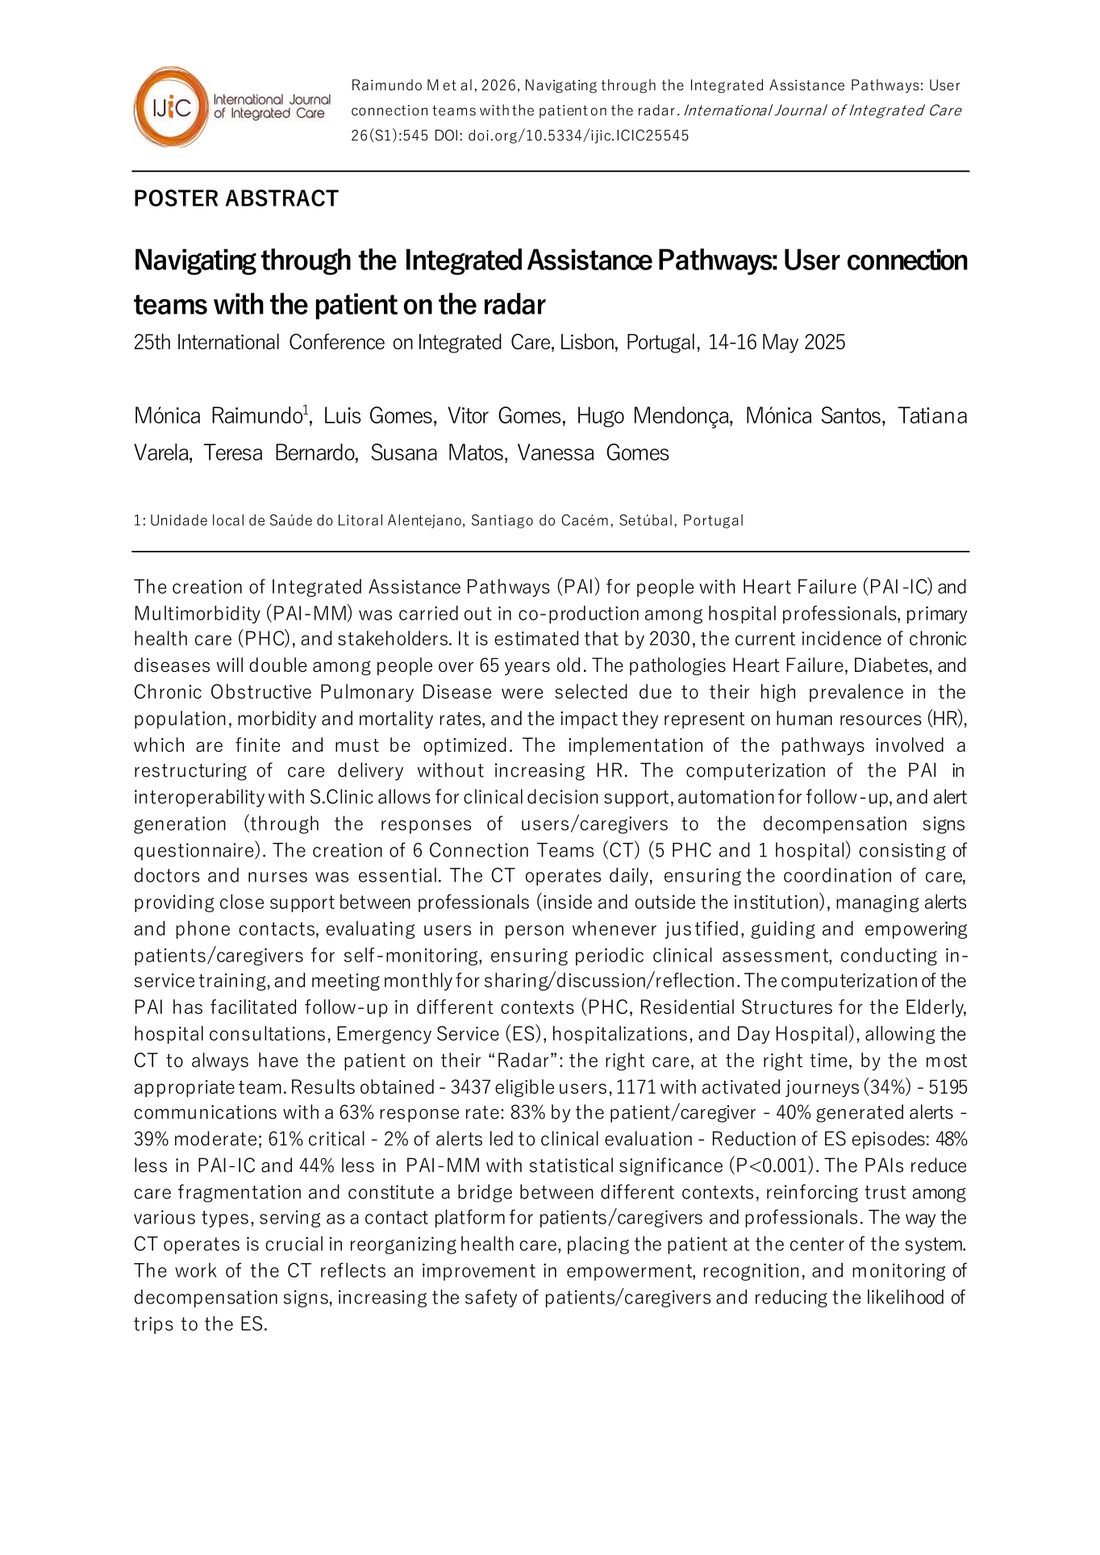 IJIC International Journal
of Integrated Care
Raimundo M et al, 2026, Navigating through the Integrated Assistance Pathways: User
connection teams with the patient on the radar. International Journal of Integrated Care
26(S1):545 DOI: doi.org/10.5334/ijic.ICIC25545
POSTER ABSTRACT
Navigating through the Integrated Assistance Pathways: User connection
teams with the patient on the radar
25th International Conference on Integrated Care, Lisbon, Portugal, 14-16 May 2025
Mónica Raimundo1, Luis Gomes, Vitor Gomes, Hugo Mendonça, Mónica Santos, Tatiana
Varela, Teresa Bernardo, Susana Matos, Vanessa Gomes
1: Unidade local de Saúde do Litoral Alentejano, Santiago do Cacém, Setúbal, Portugal
The creation of Integrated Assistance Pathways (PAI) for people with Heart Failure (PAI-IC) and
Multimorbidity (PAI-MM) was carried out in co-production among hospital professionals, primary
health care (PHC), and stakeholders. It is estimated that by 2030, the current incidence of chronic
diseases will double among people over 65 years old. The pathologies Heart Failure, Diabetes, and
Chronic Obstructive Pulmonary Disease were selected due to their high prevalence in the
population, morbidity and mortality rates, and the impact they represent on human resources (HR),
which are finite and must be optimized. The implementation of the pathways involved a
restructuring of care delivery without increasing HR. The computerization of the PAI in
interoperability with S.Clinic allows for clinical decision support, automation for follow-up, and alert
generation (through the responses of users/caregivers to the decompensation signs
questionnaire). The creation of 6 Connection Teams (CT) (5 PHC and 1 hospital) consisting of
doctors and nurses was essential. The CT operates daily, ensuring the coordination of care,
providing close support between professionals (inside and outside the institution), managing alerts
and phone contacts, evaluating users in person whenever justified, guiding and empowering
patients/caregivers for self-monitoring, ensuring periodic clinical assessment, conducting in-
service training, and meeting monthly for sharing/discussion/reflection. The computerization of the
PAI has facilitated follow-up in different contexts (PHC, Residential Structures for the Elderly,
hospital consultations, Emergency Service (ES), hospitalizations, and Day Hospital), allowing the
CT to always have the patient on their “Radar”: the right care, at the right time, by the most
appropriate team. Results obtained - 3437 eligible users, 1171 with activated journeys (34%) - 5195
communications with a 63% response rate: 83% by the patient/caregiver - 40% generated alerts -
39% moderate; 61% critical - 2% of alerts led to clinical evaluation - Reduction of ES episodes: 48%
less in PAI-IC and 44% less in PAI-MM with statistical significance (P<0.001). The PAIs reduce
care fragmentation and constitute a bridge between different contexts, reinforcing trust among
various types, serving as a contact platform for patients/caregivers and professionals. The way the
CT operates is crucial in reorganizing health care, placing the patient at the center of the system.
The work of the CT reflects an improvement in empowerment, recognition, and monitoring of
decompensation signs, increasing the safety of patients/caregivers and reducing the likelihood of
trips to the ES.